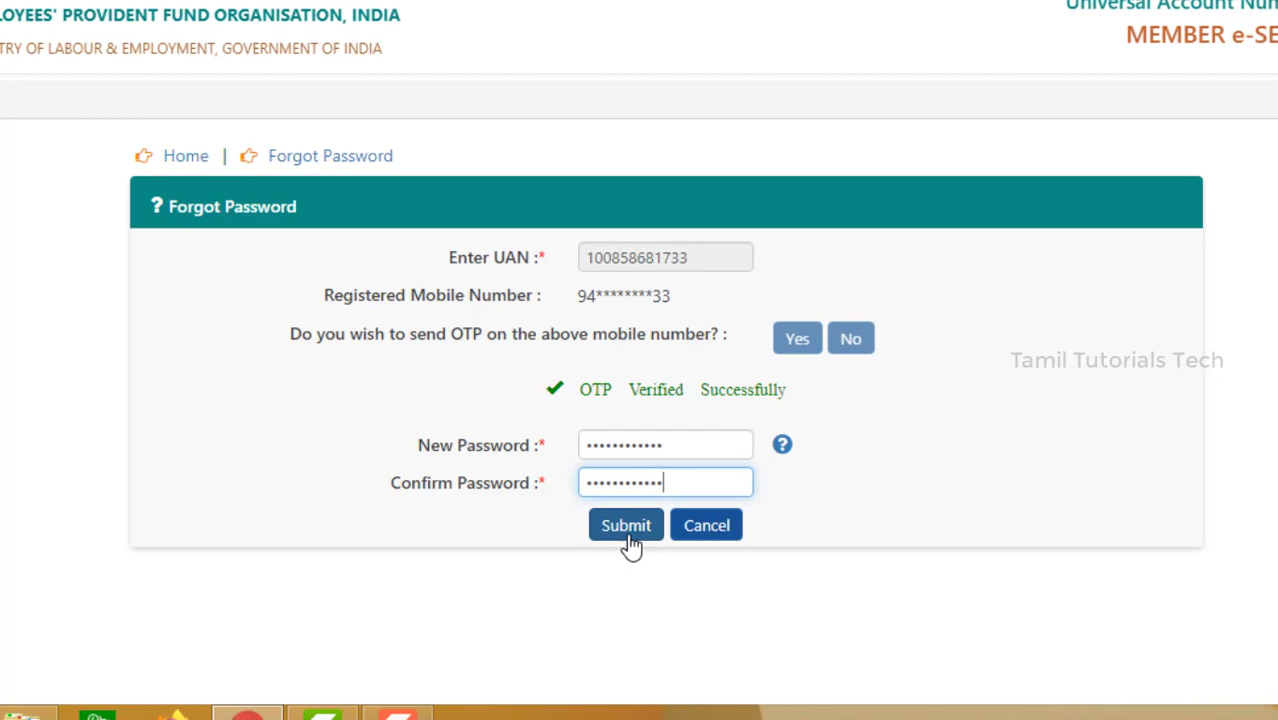 OYEES' PROVIDENT FUND ORGANISATION, INDIA
TRY OF LABOUR & EMPLOYMENT, GOVERNMENT OF INDIA
Universal Account Num
MEMBER e-SE
Home | Forgot Password
? Forgot Password
Enter UAN :* 100858681733
Registered Mobile Number : 94********33
Do you wish to send OTP on the above mobile number? : Yes No
Tamil Tutorials Tech
✔ OTP Verified Successfully
New Password :* •••••••••••• ?
Confirm Password :* ••••••••••••
Submit Cancel